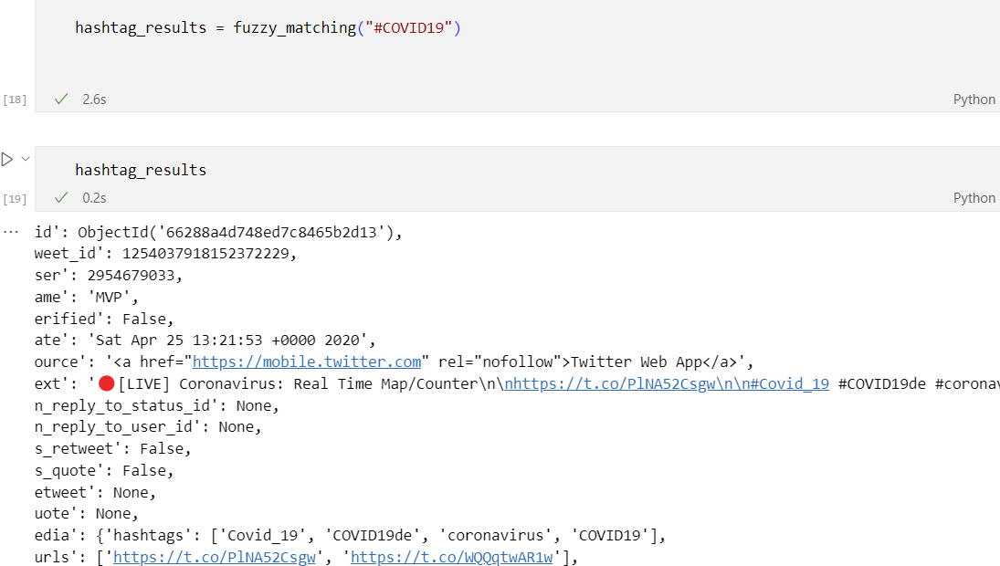 hashtag_results = fuzzy_matching("#COVID19")
[18] 2.6s Python
hashtag_results
[19] 0.2s Python
... id': ObjectId('66288a4d748ed7c8465b2d13'),
weet_id': 1254037918152372229,
ser': 2954679033,
ame': 'MVP',
erified': False,
ate': 'Sat Apr 25 13:21:53 +0000 2020',
ource': '<a href="https://mobile.twitter.com" rel="nofollow">Twitter Web App</a>',
ext': '🔴[LIVE] Coronavirus: Real Time Map/Counter\n\nhttps://t.co/PlNA52Csgw\n\n#Covid_19 #COVID19de #coronav
n_reply_to_status_id': None,
n_reply_to_user_id': None,
s_retweet': False,
s_quote': False,
etweet': None,
uote': None,
edia': {'hashtags': ['Covid_19', 'COVID19de', 'coronavirus', 'COVID19'],
urls': ['https://t.co/PlNA52Csgw', 'https://t.co/WQQqtwAR1w'],